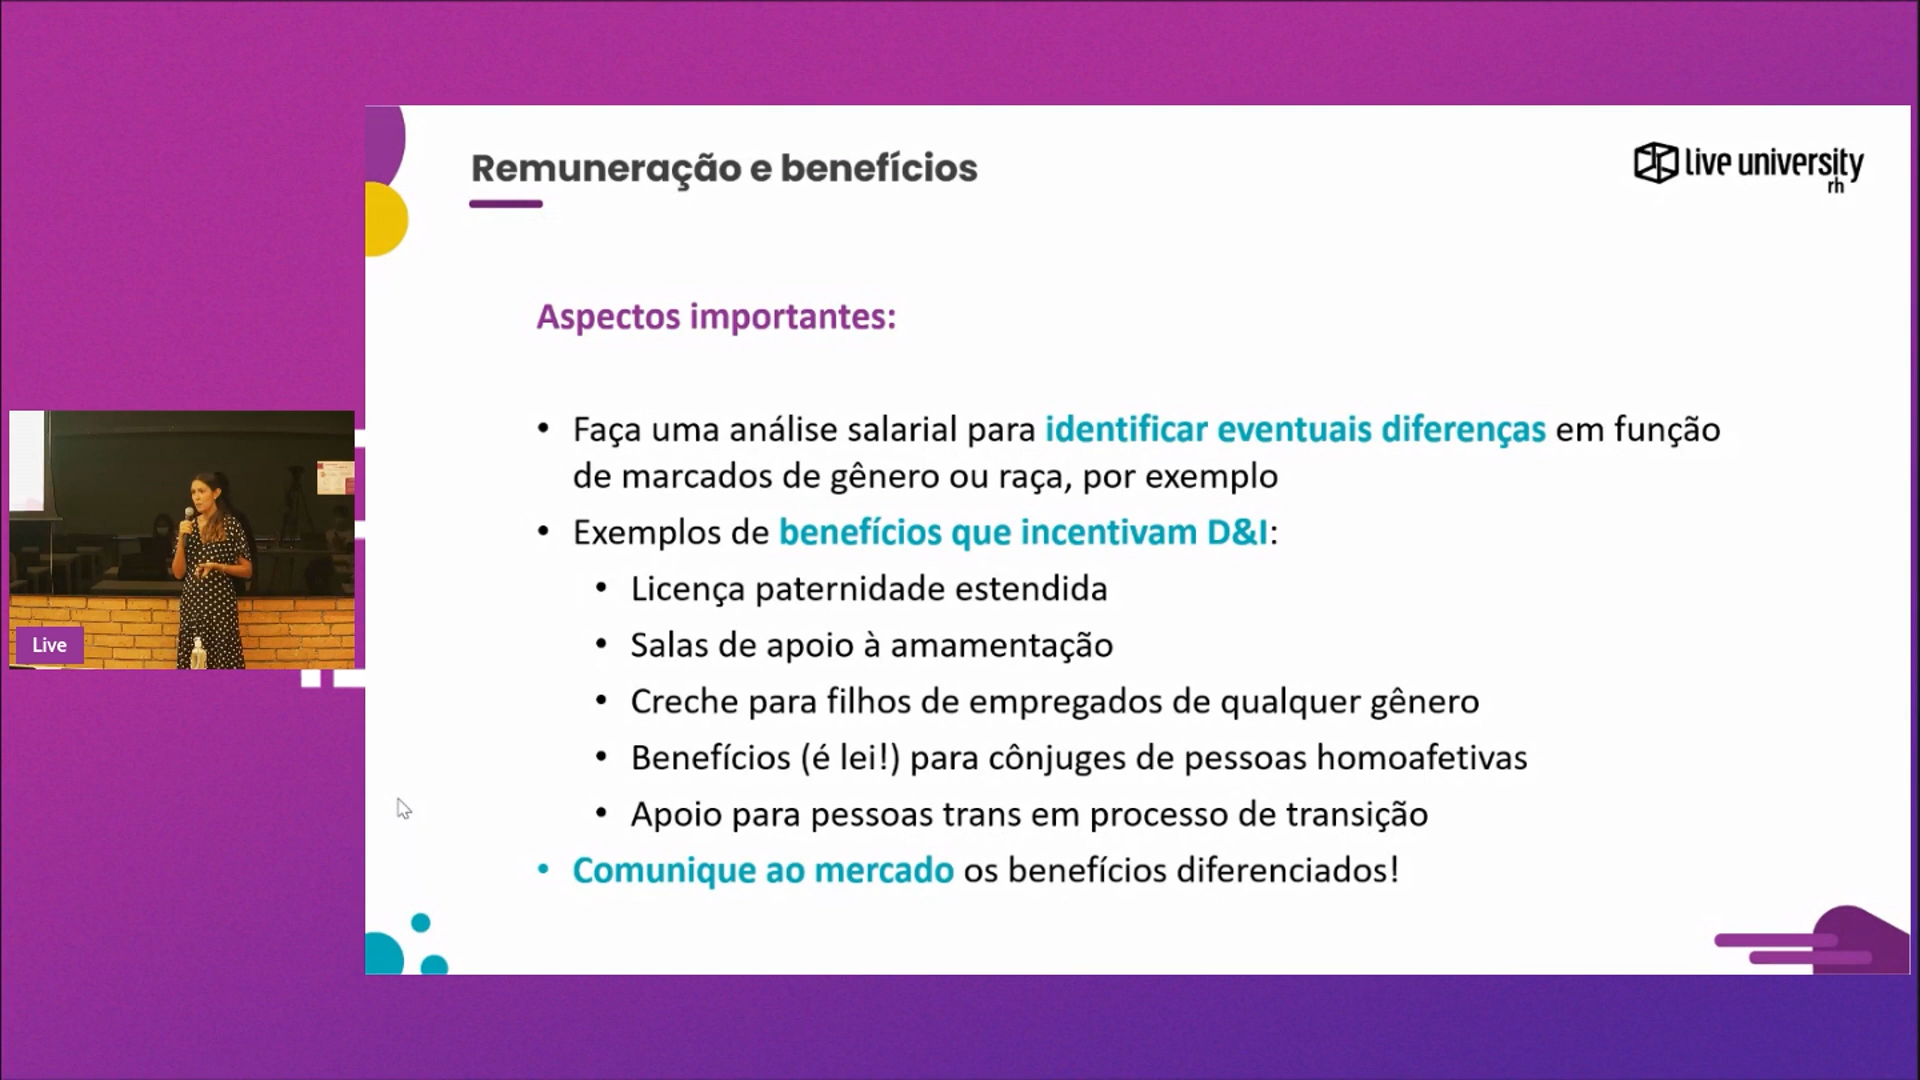 Remuneração e benefícios
live university
rh
Aspectos importantes:
• Faça uma análise salarial para identificar eventuais diferenças em função
de marcados de gênero ou raça, por exemplo
• Exemplos de benefícios que incentivam D&I:
• Licença paternidade estendida
• Salas de apoio à amamentação
• Creche para filhos de empregados de qualquer gênero
• Benefícios (é lei!) para cônjuges de pessoas homoafetivas
• Apoio para pessoas trans em processo de transição
• Comunique ao mercado os benefícios diferenciados!
Live